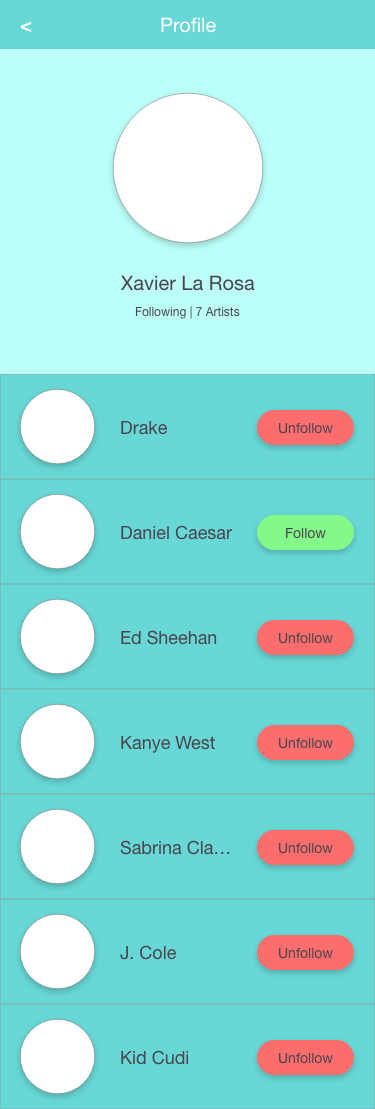 < Profile
Xavier La Rosa
Following | 7 Artists
Drake Unfollow
Daniel Caesar Follow
Ed Sheehan Unfollow
Kanye West Unfollow
Sabrina Cla... Unfollow
J. Cole Unfollow
Kid Cudi Unfollow